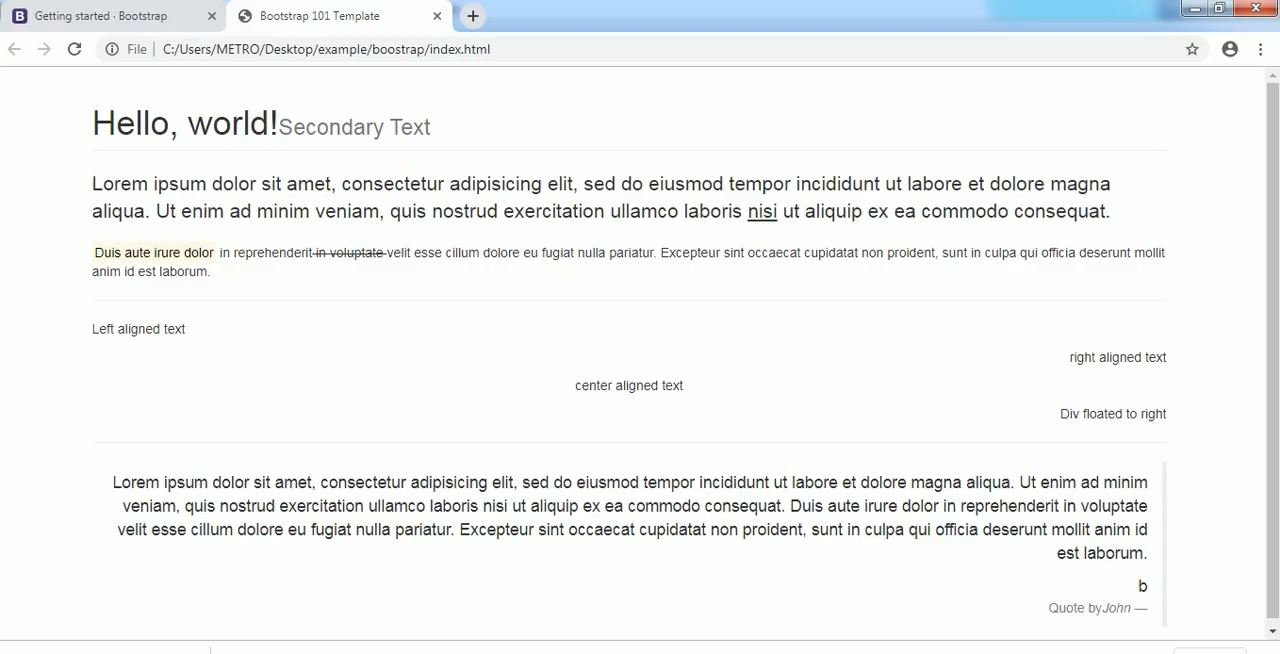 Getting started · Bootstrap
Bootstrap 101 Template
File
C:/Users/METRO/Desktop/example/boostrap/index.html
Hello, world!Secondary Text
Lorem ipsum dolor sit amet, consectetur adipisicing elit, sed do eiusmod tempor incididunt ut labore et dolore magna
aliqua. Ut enim ad minim veniam, quis nostrud exercitation ullamco laboris nisi ut aliquip ex ea commodo consequat.
Duis aute irure dolor in reprehenderit in voluptate velit esse cillum dolore eu fugiat nulla pariatur. Excepteur sint occaecat cupidatat non proident, sunt in culpa qui officia deserunt mollit
anim id est laborum.
Left aligned text
right aligned text
center aligned text
Div floated to right
Lorem ipsum dolor sit amet, consectetur adipisicing elit, sed do eiusmod tempor incididunt ut labore et dolore magna aliqua. Ut enim ad minim
veniam, quis nostrud exercitation ullamco laboris nisi ut aliquip ex ea commodo consequat. Duis aute irure dolor in reprehenderit in voluptate
velit esse cillum dolore eu fugiat nulla pariatur. Excepteur sint occaecat cupidatat non proident, sunt in culpa qui officia deserunt mollit anim id
est laborum.
b
Quote byJohn —